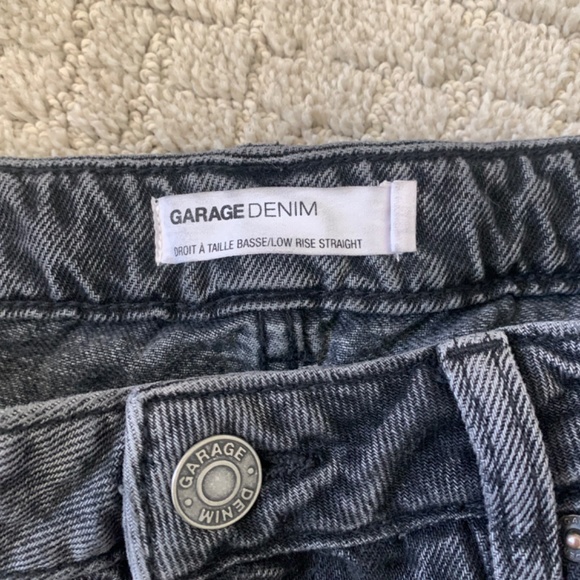 GARAGE DENIM
DROIT À TAILLE BASSE/LOW RISE STRAIGHT
• GARAGE • DENIM